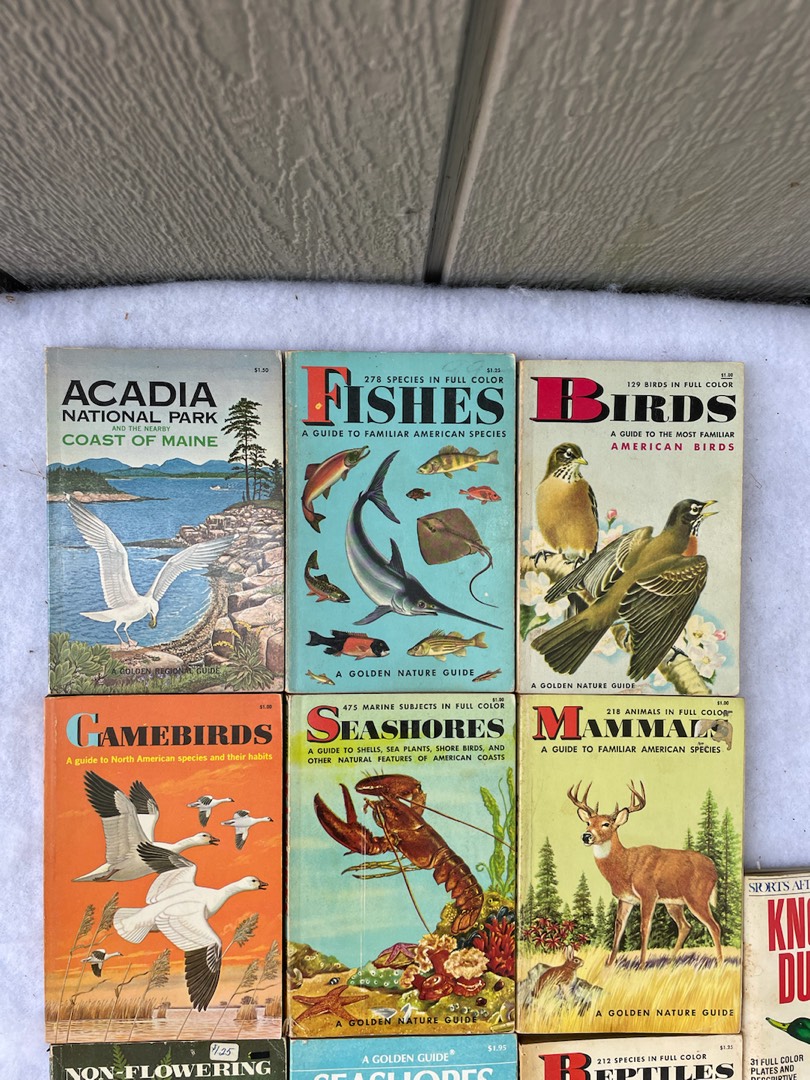 $1.50
ACADIA
NATIONAL PARK
AND THE NEARBY
COAST OF MAINE
A GOLDEN REGIONAL GUIDE
$1.25
278 SPECIES IN FULL COLOR
FISHES
A GUIDE TO FAMILIAR AMERICAN SPECIES
A GOLDEN NATURE GUIDE
$1.00
129 BIRDS IN FULL COLOR
BIRDS
A GUIDE TO THE MOST FAMILIAR
AMERICAN BIRDS
A GOLDEN NATURE GUIDE
$1.00
GAMEBIRDS
A guide to North American species and their habits
$1.00
475 MARINE SUBJECTS IN FULL COLOR
SEASHORES
A GUIDE TO SHELLS, SEA PLANTS, SHORE BIRDS, AND
OTHER NATURAL FEATURES OF AMERICAN COASTS
A GOLDEN NATURE GUIDE
$1.00
218 ANIMALS IN FULL COLOR
MAMMALS
A GUIDE TO FAMILIAR AMERICAN SPECIES
A GOLDEN NATURE GUIDE
SPORTS AF
KNO
DU
31 FULL COLOR
PLATES AND
DESCRIPTIVE
$1.25
NON-FLOWERING
A GOLDEN GUIDE®
$1.95
SEASHORES
$1.25
212 SPECIES IN FULL COLOR
REPTILES